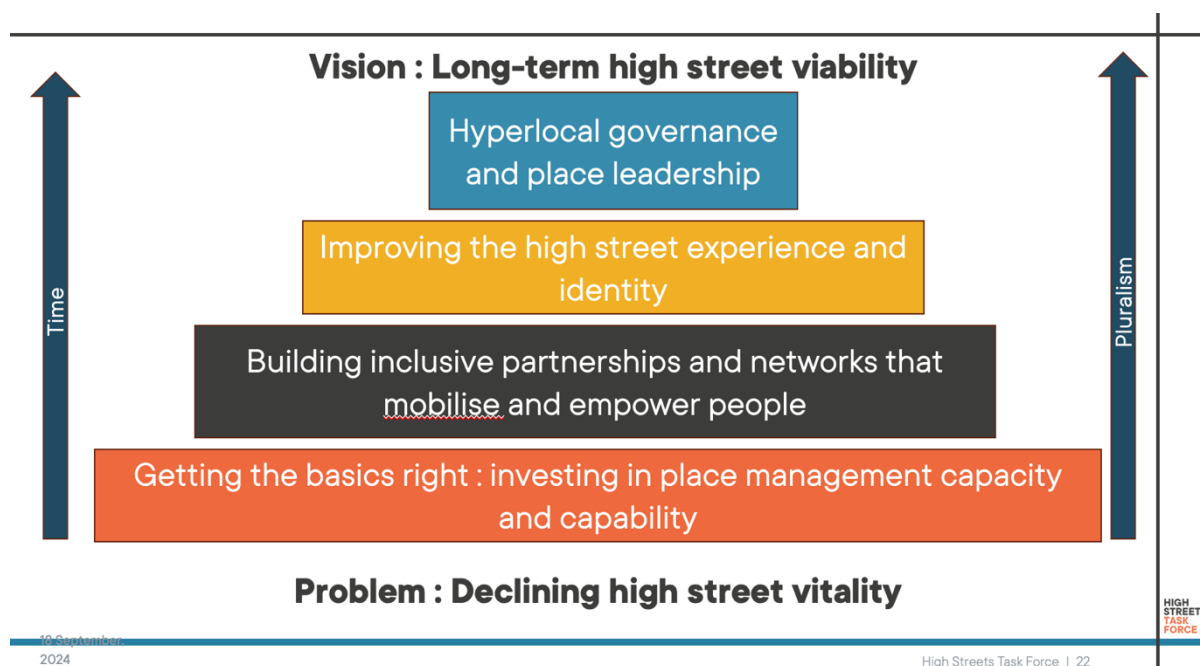 Vision : Long-term high street viability
Hyperlocal governance
and place leadership
Improving the high street experience and
identity
Time
Pluralism
Building inclusive partnerships and networks that
mobilise and empower people
Getting the basics right : investing in place management capacity
and capability
Problem : Declining high street vitality
HIGH
STREET
TASK
FORCE
18 September,
2024
High Streets Task Force | 22